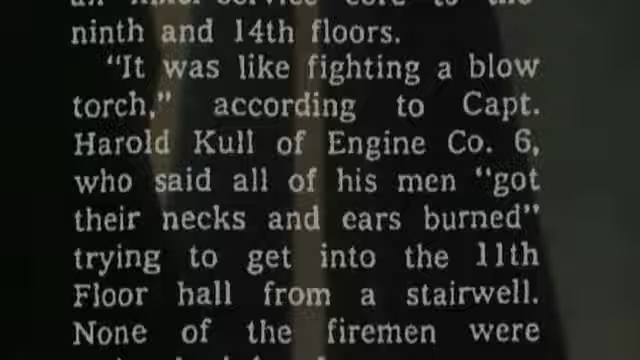 ninth and 14th floors.
"It was like fighting a blow
torch," according to Capt.
Harold Kull of Engine Co. 6,
who said all of his men "got
their necks and ears burned"
trying to get into the 11th
Floor hall from a stairwell.
None of the firemen were